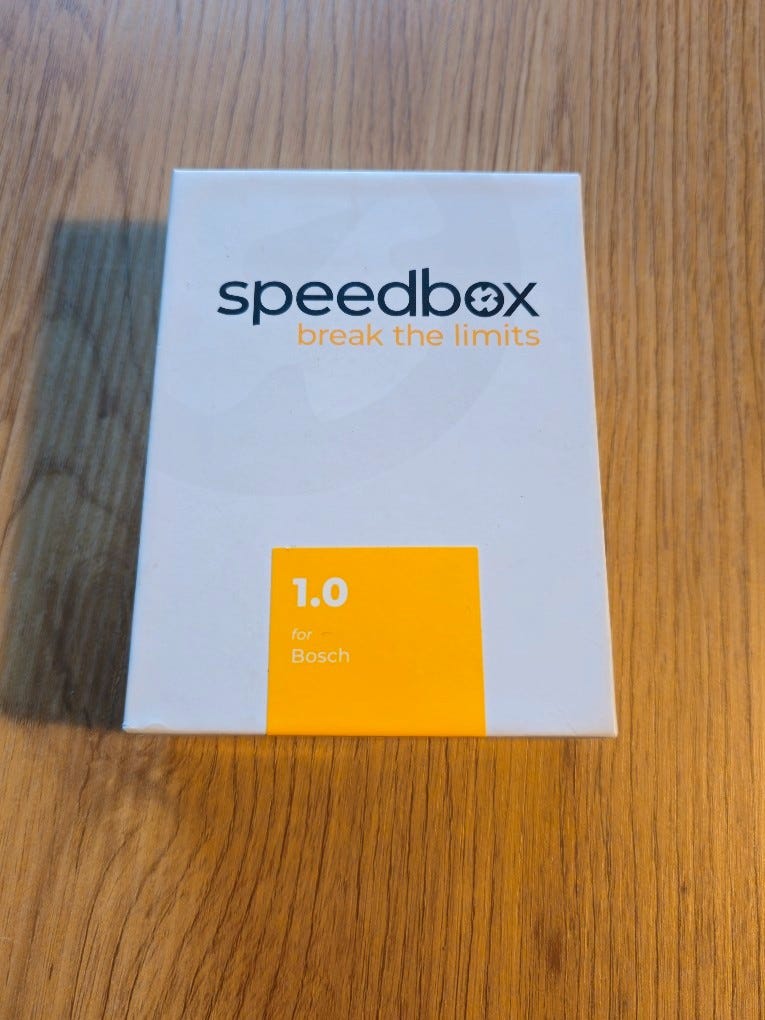 speedbox
break the limits
1.0
for
Bosch